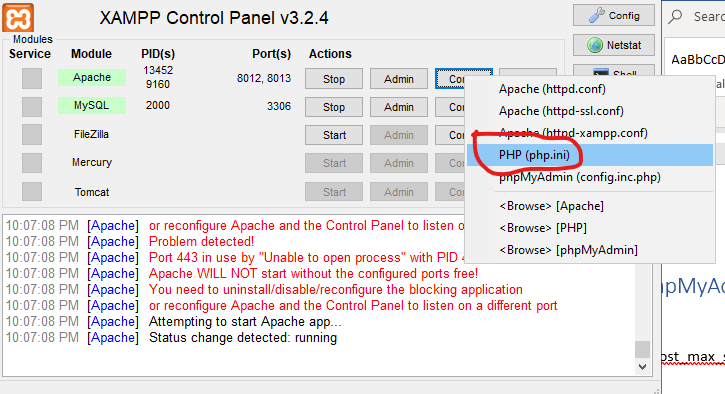 XAMPP Control Panel v3.2.4
Config
Search
Modules
Service Module PID(s) Port(s) Actions
Netstat
Shell
Apache 13452 9160 8012, 8013 Stop Admin
MySQL 2000 3306 Stop Admin
FileZilla Start Admin
Mercury Start Admin
Tomcat Start Admin
Apache (httpd.conf)
Apache (httpd-ssl.conf)
Apache (httpd-xampp.conf)
PHP (php.ini)
phpMyAdmin (config.inc.php)
<Browse> [Apache]
<Browse> [PHP]
<Browse> [phpMyAdmin]
AaBbCcD
10:07:08 PM [Apache] or reconfigure Apache and the Control Panel to listen o
10:07:08 PM [Apache] Problem detected!
10:07:08 PM [Apache] Port 443 in use by "Unable to open process" with PID 4
10:07:08 PM [Apache] Apache WILL NOT start without the configured ports free!
10:07:08 PM [Apache] You need to uninstall/disable/reconfigure the blocking application
10:07:08 PM [Apache] or reconfigure Apache and the Control Panel to listen on a different port
10:07:08 PM [Apache] Attempting to start Apache app...
10:07:08 PM [Apache] Status change detected: running